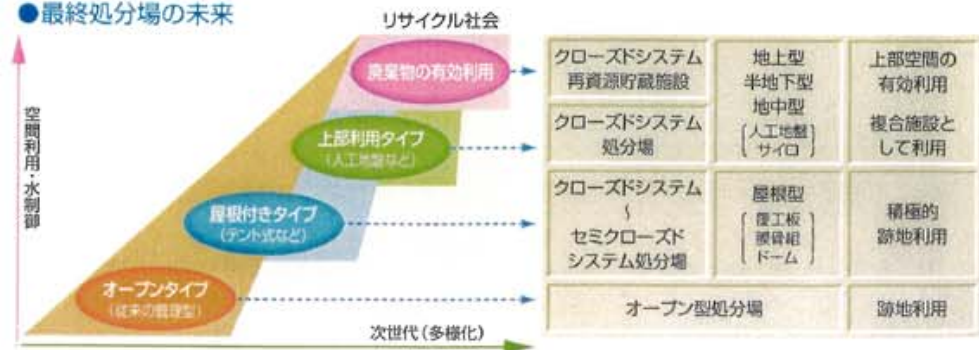 ●最終処分場の未来
リサイクル社会
空間利用・水制御
廃棄物の有効利用
上部利用タイプ
(人工地盤など)
屋根付きタイプ
(テント式など)
オープンタイプ
(従来の管理型)
次世代(多様化)
クローズドシステム
再資源貯蔵施設
クローズドシステム
処分場
クローズドシステム
~
セミクローズド
システム処分場
地上型
半地下型
地中型
人工地盤
サイロ
屋根型
覆工板
膜骨組
ドーム
上部空間の
有効利用
複合施設と
して利用
積極的
跡地利用
オープン型処分場
跡地利用